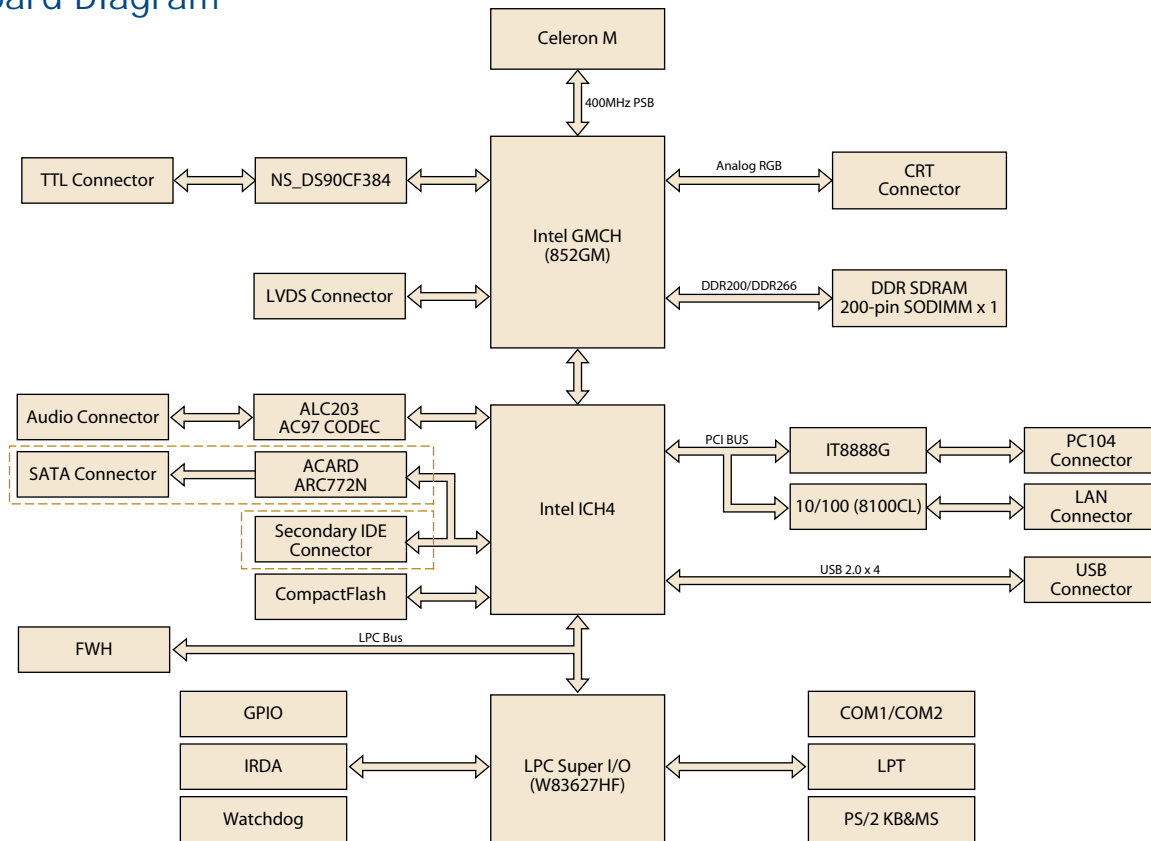 ard Diagram
Celeron M
400MHz PSB
TTL Connector
NS_DS90CF384
Analog RGB
CRT
Connector
Intel GMCH
(852GM)
LVDS Connector
DDR200/DDR266
DDR SDRAM
200-pin SODIMM x 1
Audio Connector
ALC203
AC97 CODEC
SATA Connector
ACARD
ARC772N
Secondary IDE
Connector
CompactFlash
Intel ICH4
PCI BUS
IT8888G
PC104
Connector
10/100 (8100CL)
LAN
Connector
USB 2.0 x 4
USB
Connector
FWH
LPC Bus
GPIO
IRDA
Watchdog
LPC Super I/O
(W83627HF)
COM1/COM2
LPT
PS/2 KB&MS